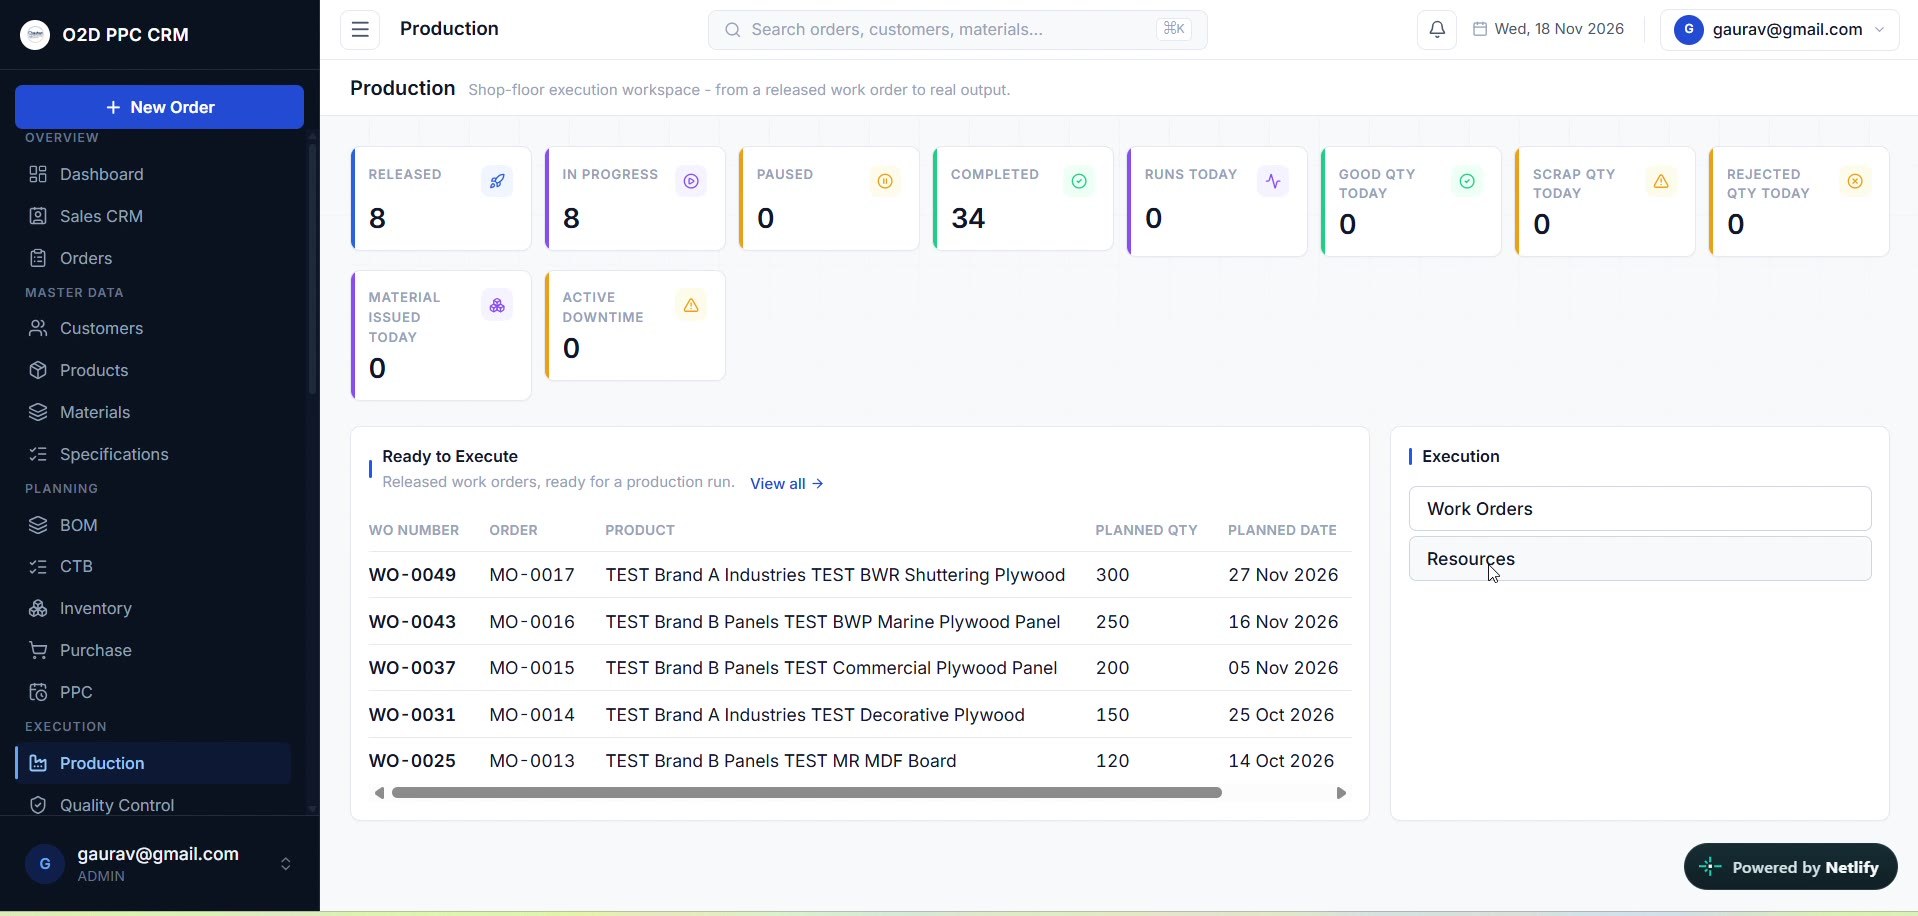 O2D PPC CRM
New Order
OVERVIEW
Dashboard
Sales CRM
Orders
MASTER DATA
Customers
Products
Materials
Specifications
PLANNING
BOM
CTB
Inventory
Purchase
PPC
EXECUTION
Production
Quality Control
G
gaurav@gmail.com
ADMIN
Production
Search orders, customers, materials...
⌘K
Wed, 18 Nov 2026
G
gaurav@gmail.com
Production
Shop-floor execution workspace - from a released work order to real output.
RELEASED
8
IN PROGRESS
8
PAUSED
0
COMPLETED
34
RUNS TODAY
0
GOOD QTY
TODAY
0
SCRAP QTY
TODAY
0
REJECTED
QTY TODAY
0
MATERIAL
ISSUED
TODAY
0
ACTIVE
DOWNTIME
0
Ready to Execute
Released work orders, ready for a production run. View all →
WO NUMBER ORDER PRODUCT PLANNED QTY PLANNED DATE
WO-0049 MO-0017 TEST Brand A Industries TEST BWR Shuttering Plywood 300 27 Nov 2026
WO-0043 MO-0016 TEST Brand B Panels TEST BWP Marine Plywood Panel 250 16 Nov 2026
WO-0037 MO-0015 TEST Brand B Panels TEST Commercial Plywood Panel 200 05 Nov 2026
WO-0031 MO-0014 TEST Brand A Industries TEST Decorative Plywood 150 25 Oct 2026
WO-0025 MO-0013 TEST Brand B Panels TEST MR MDF Board 120 14 Oct 2026
Execution
Work Orders
Resources
Powered by Netlify